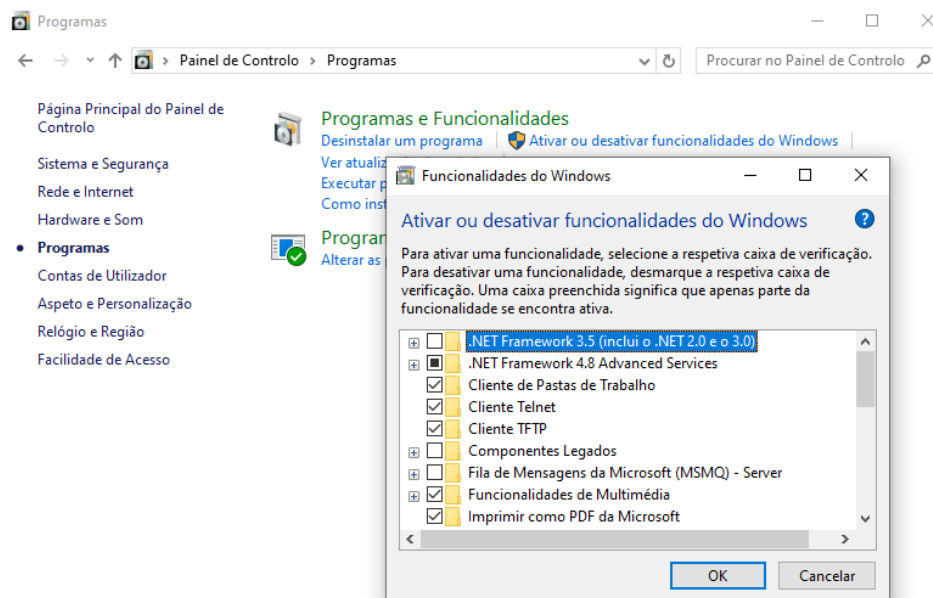 Programas
Painel de Controlo > Programas
Procurar no Painel de Controlo
Página Principal do Painel de
Controlo
Sistema e Segurança
Rede e Internet
Hardware e Som
Programas
Contas de Utilizador
Aspeto e Personalização
Relógio e Região
Facilidade de Acesso
Programas e Funcionalidades
Desinstalar um programa
Ativar ou desativar funcionalidades do Windows
Ver
Executar
Como
Alterar as
Funcionalidades do Windows
Ativar ou desativar funcionalidades do Windows
Para ativar uma funcionalidade, selecione a respetiva caixa de verificação.
Para desativar uma funcionalidade, desmarque a respetiva caixa de
verificação. Uma caixa preenchida significa que apenas parte da
funcionalidade se encontra ativa.
.NET Framework 3.5 (inclui o .NET 2.0 e o 3.0)
.NET Framework 4.8 Advanced Services
Cliente de Pastas de Trabalho
Cliente Telnet
Cliente TFTP
Componentes Legados
Fila de Mensagens da Microsoft (MSMQ) - Server
Funcionalidades de Multimédia
Imprimir como PDF da Microsoft
OK
Cancelar